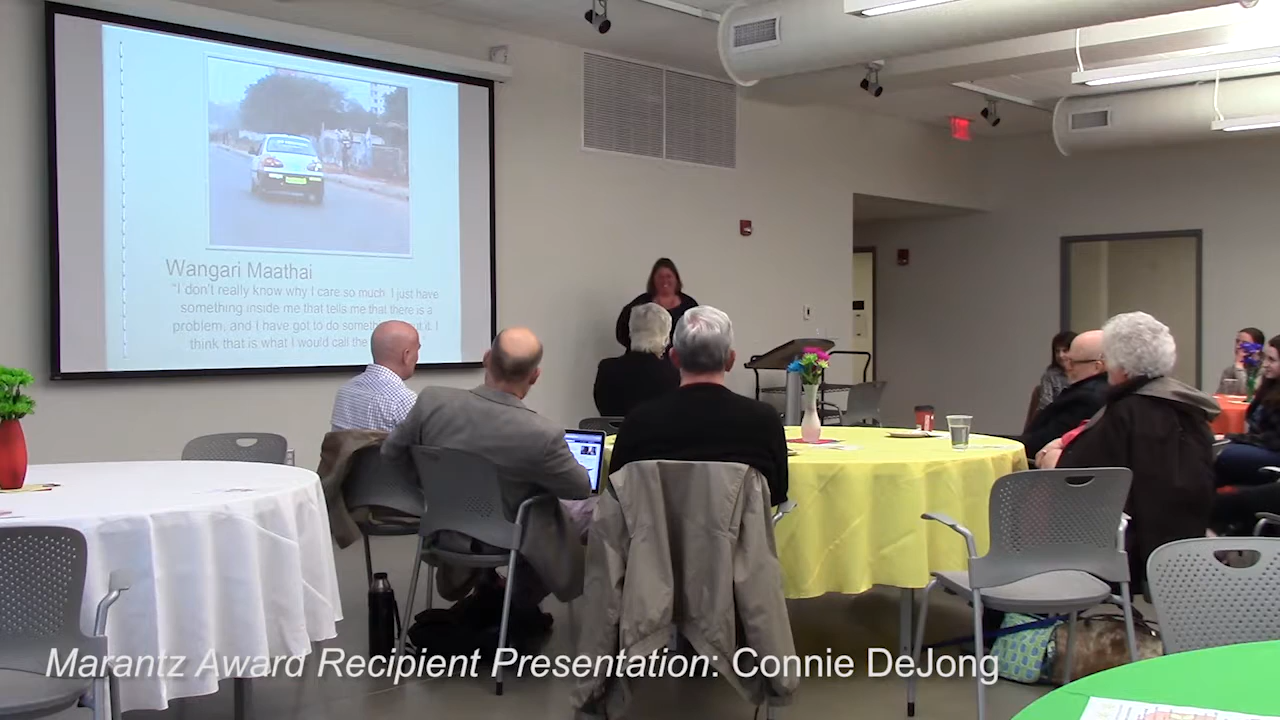 Wangari Maathai
"I don't really know why I care so much. I just have
something inside me that tells me that there is a
problem, and I have got to do something it. I
think that is what I would call the
Marantz Award Recipient Presentation: Connie DeJong